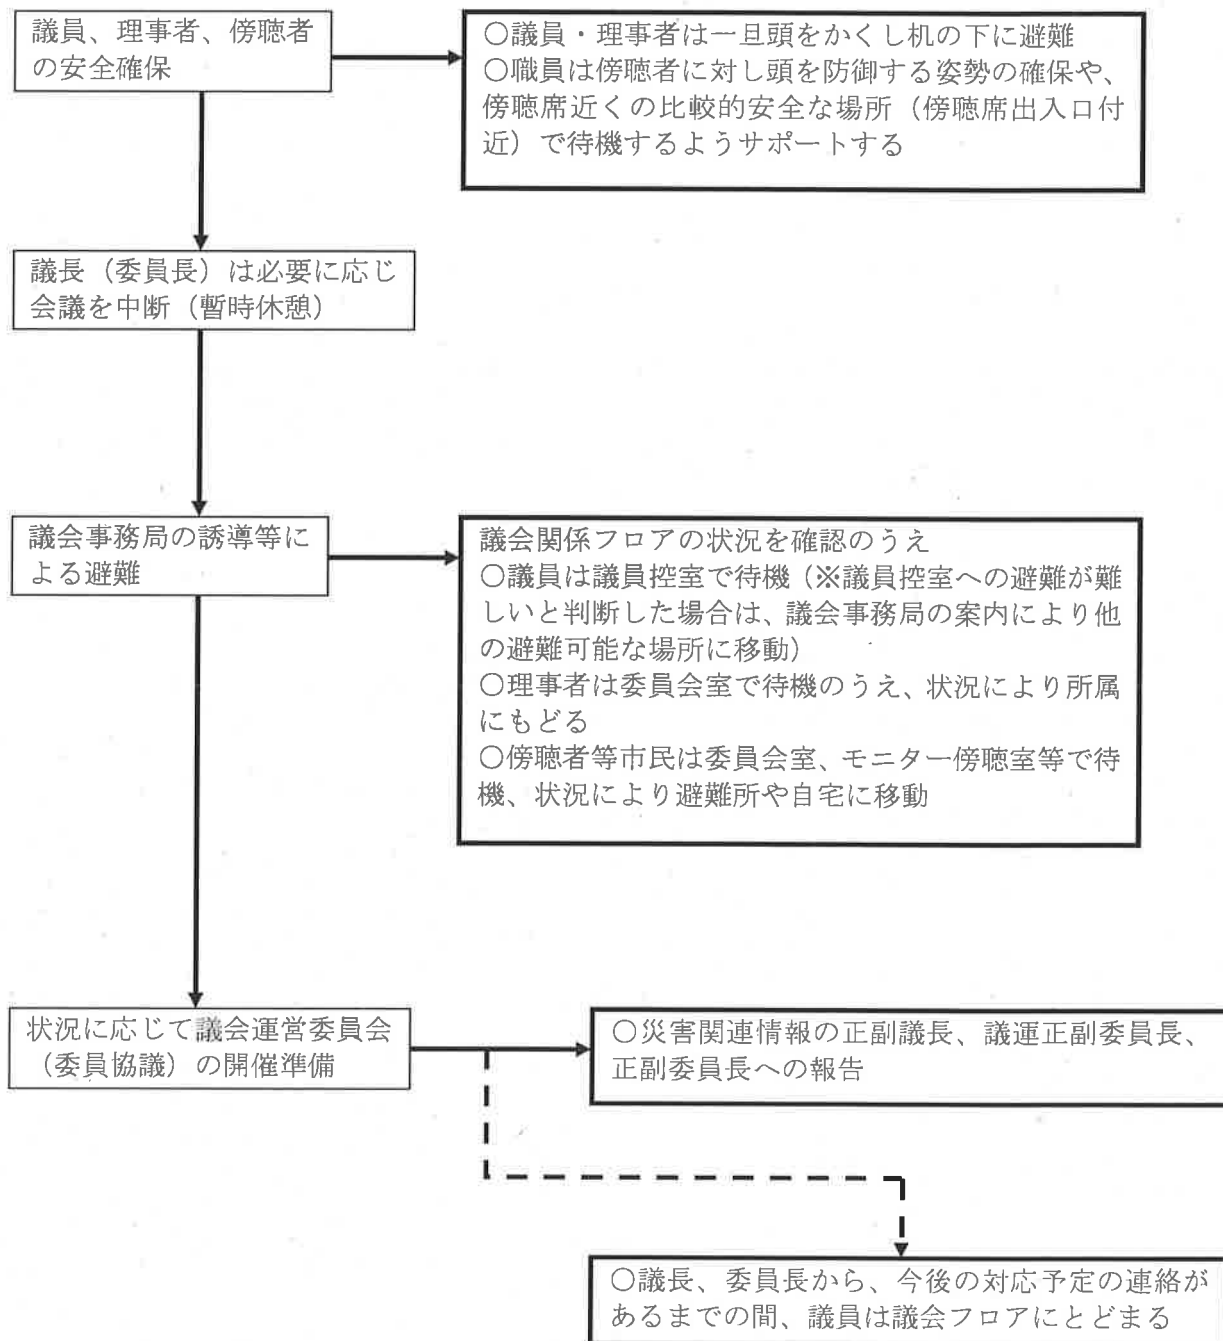 議員、理事者、傍聴者
の安全確保
○議員・理事者は一旦頭をかくし机の下に避難
○職員は傍聴者に対し頭を防御する姿勢の確保や、
傍聴席近くの比較的安全な場所（傍聴席出入口付
近）で待機するようサポートする
議長（委員長）は必要に応じ
会議を中断（暫時休憩）
議会事務局の誘導等に
よる避難
議会関係フロアの状況を確認のうえ
○議員は議員控室で待機（※議員控室への避難が難
しいと判断した場合は、議会事務局の案内により他
の避難可能な場所に移動）
○理事者は委員会室で待機のうえ、状況により所属
にもどる
○傍聴者等市民は委員会室、モニター傍聴室等で待
機、状況により避難所や自宅に移動
状況に応じて議会運営委員会
（委員協議）の開催準備
○災害関連情報の正副議長、議運正副委員長、
正副委員長への報告
○議長、委員長から、今後の対応予定の連絡が
あるまでの間、議員は議会フロアにとどまる